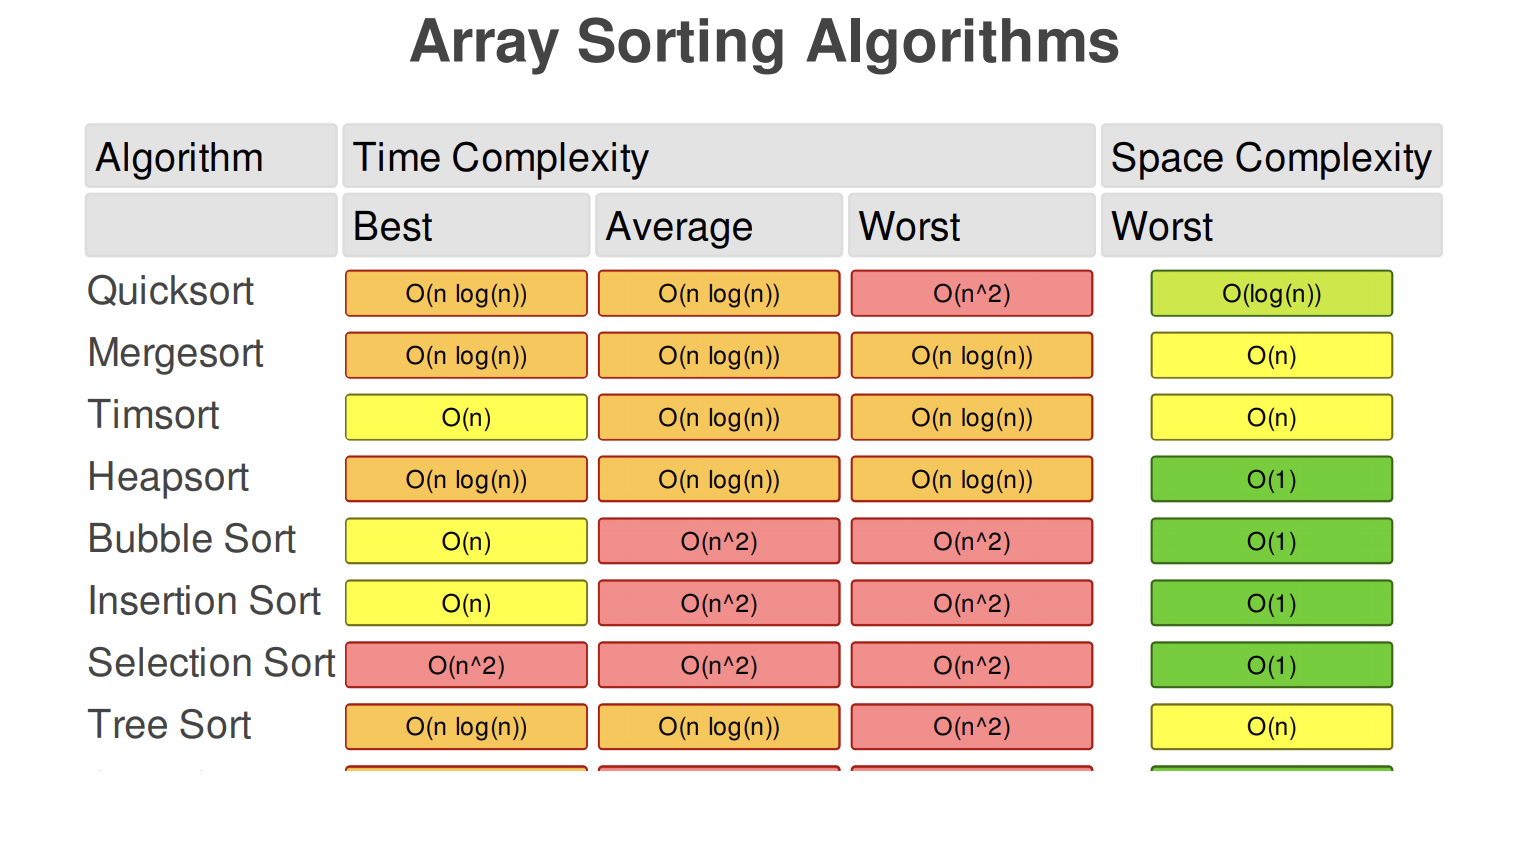 Array Sorting Algorithms
Algorithm Time Complexity Space Complexity
Best Average Worst Worst
Quicksort O(n log(n)) O(n log(n)) O(n^2) O(log(n))
Mergesort O(n log(n)) O(n log(n)) O(n log(n)) O(n)
Timsort O(n) O(n log(n)) O(n log(n)) O(n)
Heapsort O(n log(n)) O(n log(n)) O(n log(n)) O(1)
Bubble Sort O(n) O(n^2) O(n^2) O(1)
Insertion Sort O(n) O(n^2) O(n^2) O(1)
Selection Sort O(n^2) O(n^2) O(n^2) O(1)
Tree Sort O(n log(n)) O(n log(n)) O(n^2) O(n)